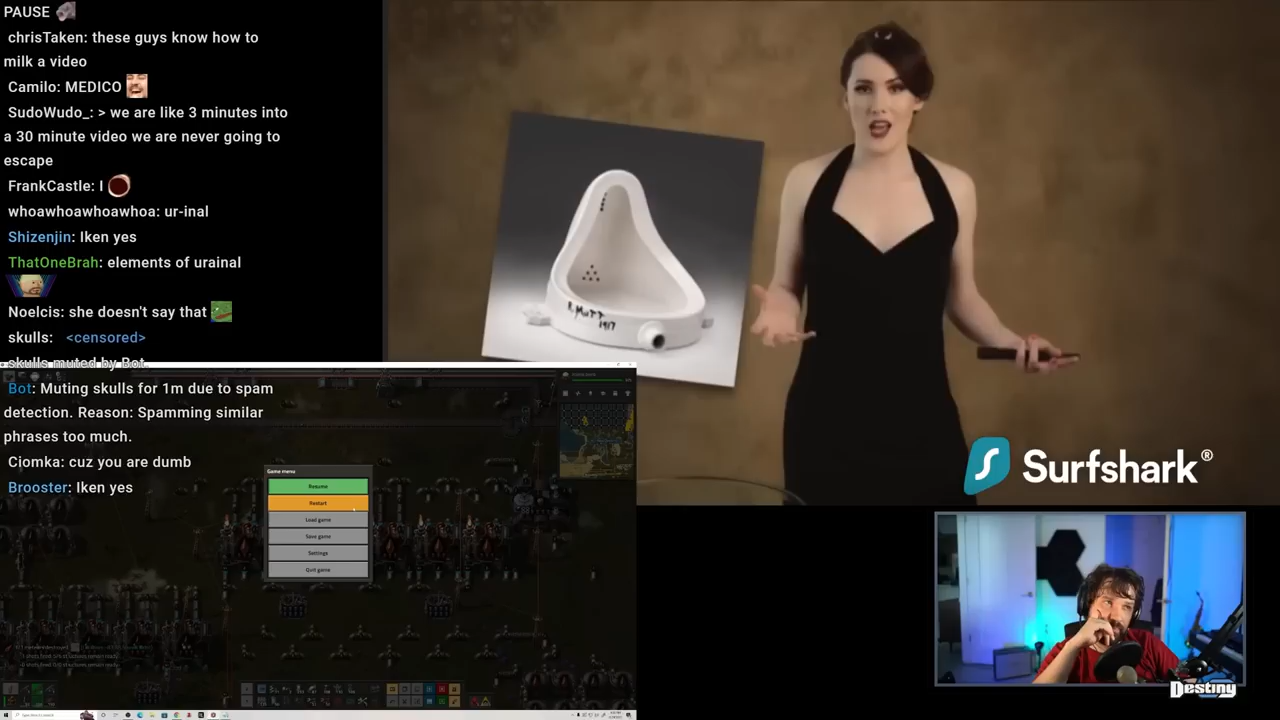 PAUSE
chrisTaken: these guys know how to
milk a video
Camilo: MEDICO
SudoWudo_: > we are like 3 minutes into
a 30 minute video we are never going to
escape
FrankCastle: I
whoawhoawhoawhoa: ur-inal
Shizenjin: Iken yes
ThatOneBrah: elements of urainal
Noelcis: she doesn't say that
skulls: <censored>
skulls muted by Bot.
Bot: Muting skulls for 1m due to spam
detection. Reason: Spamming similar
phrases too much.
Ciomka: cuz you are dumb
Brooster: Iken yes
Game menu
Resume
Restart
Load game
Save game
Settings
Quit game
R. MUTT
1917
Surfshark®
Destiny